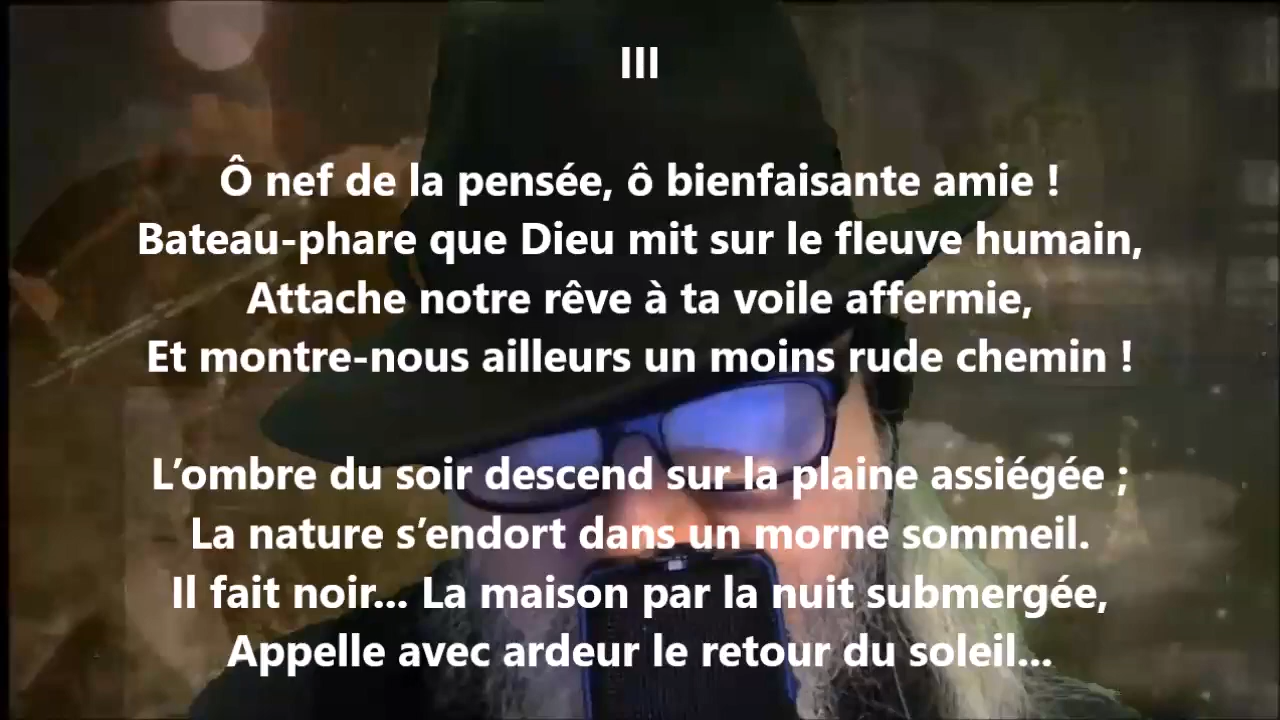 III
Ô nef de la pensée, ô bienfaisante amie !
Bateau-phare que Dieu mit sur le fleuve humain,
Attache notre rêve à ta voile affermie,
Et montre-nous ailleurs un moins rude chemin !
L’ombre du soir descend sur la plaine assiégée ;
La nature s’endort dans un morne sommeil.
Il fait noir... La maison par la nuit submergée,
Appelle avec ardeur le retour du soleil...